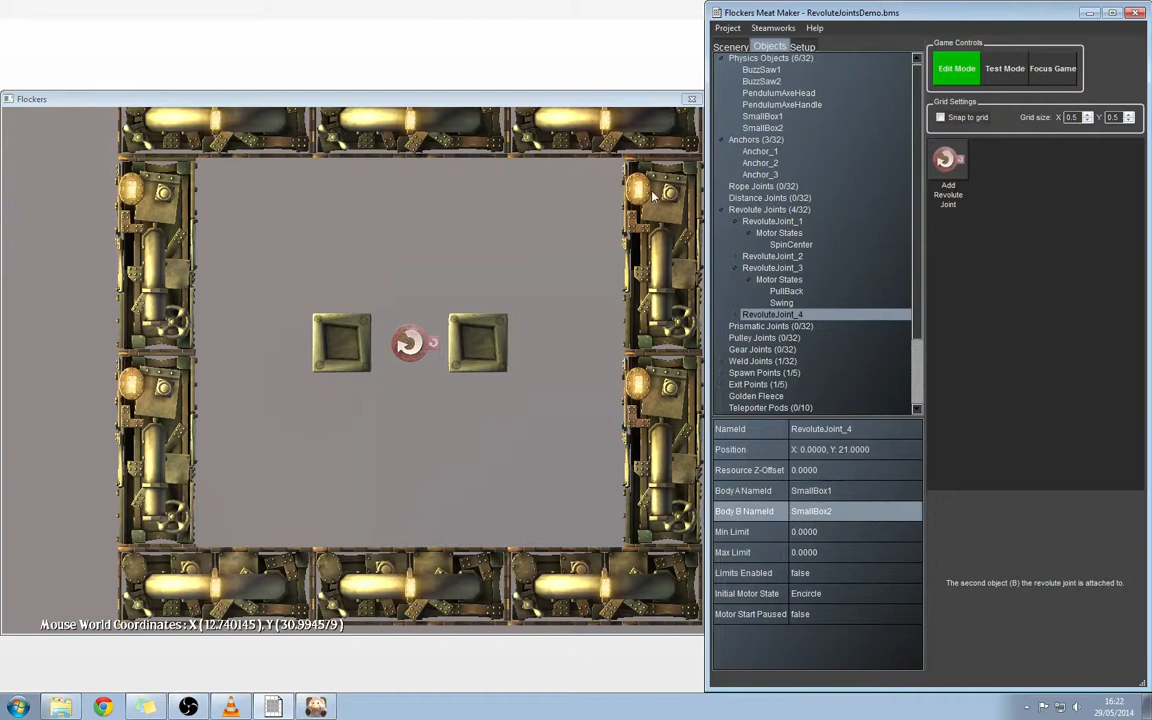 Flockers Meat Maker - RevoluteJointsDemo.bms
Project Steamworks Help
Scenery Objects Setup
Physics Objects (6/32)
BuzzSaw1
BuzzSaw2
PendulumAxeHead
PendulumAxeHandle
SmallBox1
SmallBox2
Anchors (3/32)
Anchor_1
Anchor_2
Anchor_3
Rope Joints (0/32)
Distance Joints (0/32)
Revolute Joints (4/32)
RevoluteJoint_1
Motor States
SpinCenter
RevoluteJoint_2
RevoluteJoint_3
Motor States
PullBack
Swing
RevoluteJoint_4
Prismatic Joints (0/32)
Pulley Joints (0/32)
Gear Joints (0/32)
Weld Joints (1/32)
Spawn Points (1/5)
Exit Points (1/5)
Golden Fleece
Teleporter Pods (0/10)
Game Controls
Edit Mode Test Mode Focus Game
Grid Settings
Snap to grid Grid size: X 0.5 Y 0.5
Add
Revolute
Joint
NameId RevoluteJoint_4
Position X: 0.0000, Y: 21.0000
Resource Z-Offset 0.0000
Body A NameId SmallBox1
Body B NameId SmallBox2
Min Limit 0.0000
Max Limit 0.0000
Limits Enabled false
Initial Motor State Encircle
Motor Start Paused false
The second object (B) the revolute joint is attached to.
Flockers
Mouse World Coordinates : X ( 12.740145), Y (30.994579)
16:22
29/05/2014